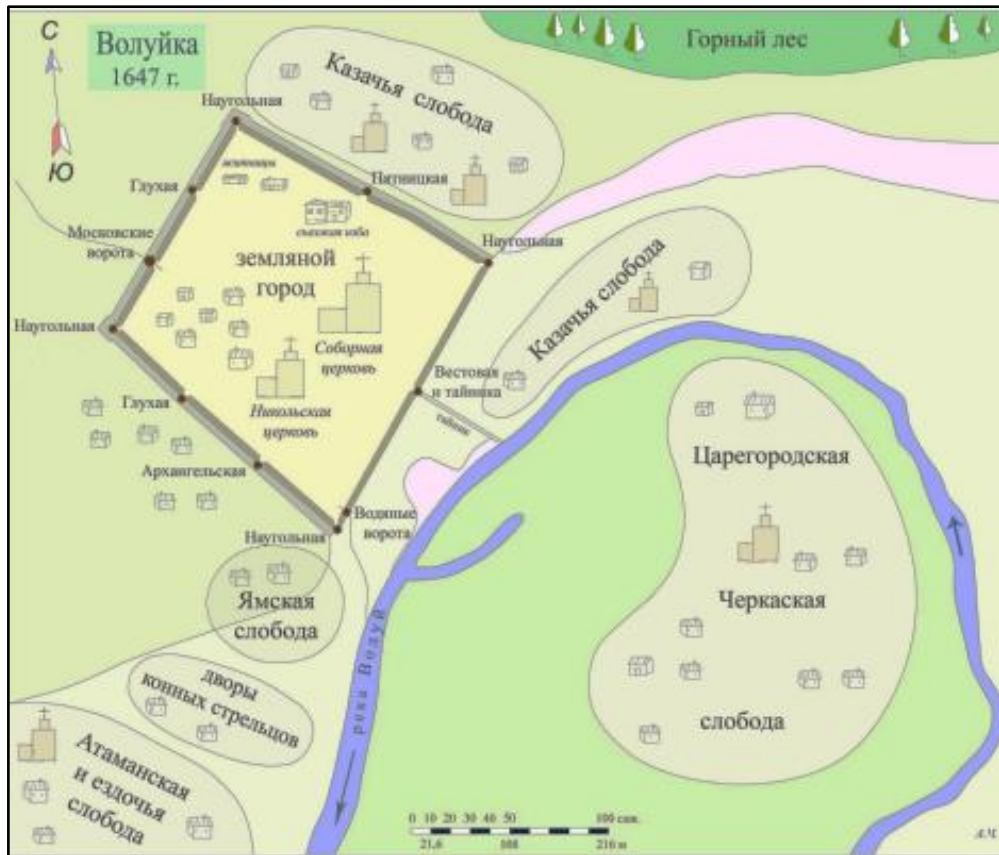 С
Ю
Волуйка
1647 г.
Горный лес
Казачья слобода
Наугольная
Глухая
Пятницкая
съезжая изба
Московские
ворота
Наугольная
земляной
город
Казачья слобода
Наугольная
Соборная
церковь
Вестовая
и тайника
тайник
Глухая
Никольская
церковь
Царегородская
Архангельская
Водяные
ворота
Наугольная
Черкаская
Ямская
слобода
река Волуй
дворы
конных стрельцов
слобода
Атаманская
и ездочья
слобода
0 10 20 30 40 50 100 саж.
21,6 108 216 м
А.Ч.